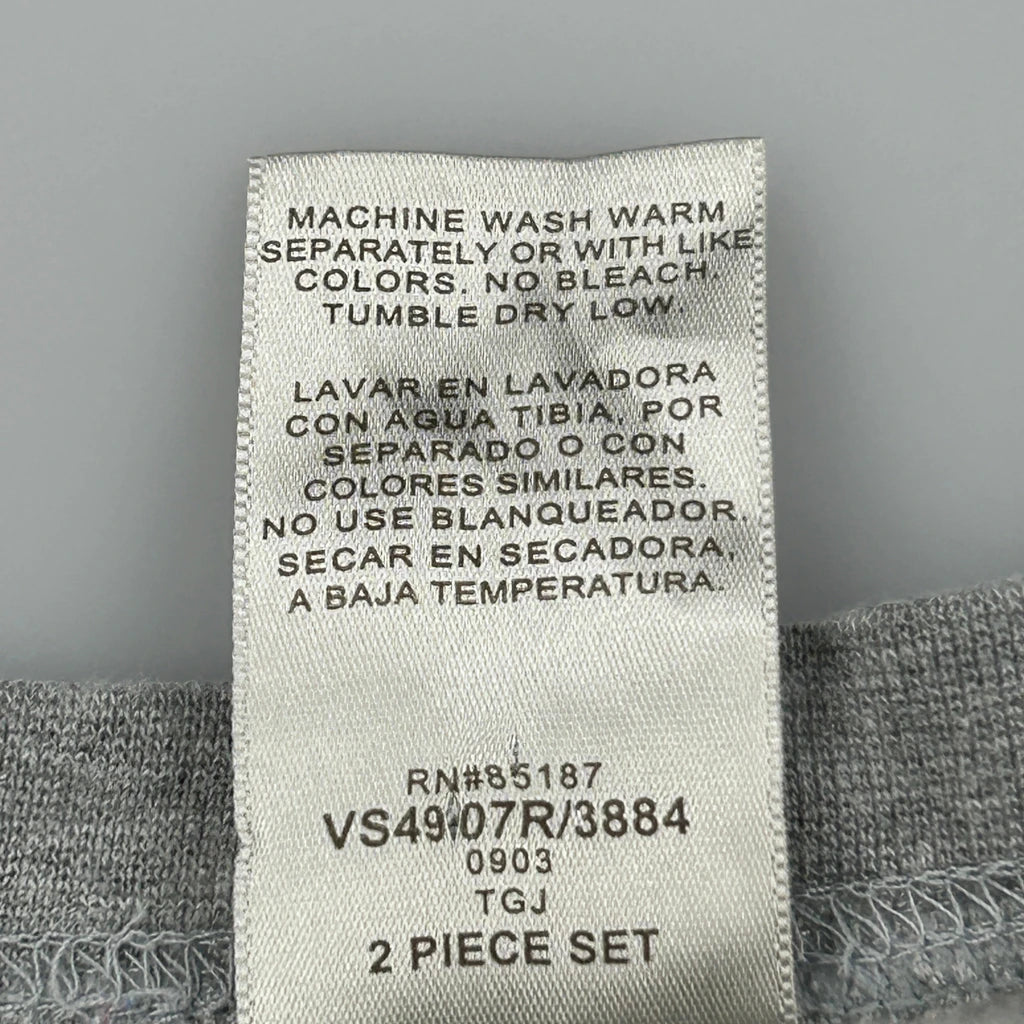 MACHINE WASH WARM
SEPARATELY OR WITH LIKE
COLORS. NO BLEACH.
TUMBLE DRY LOW.
LAVAR EN LAVADORA
CON AGUA TIBIA, POR
SEPARADO O CON
COLORES SIMILARES.
NO USE BLANQUEADOR.
SECAR EN SECADORA,
A BAJA TEMPERATURA.
RN#85187
VS4907R/3884
0903
TGJ
2 PIECE SET